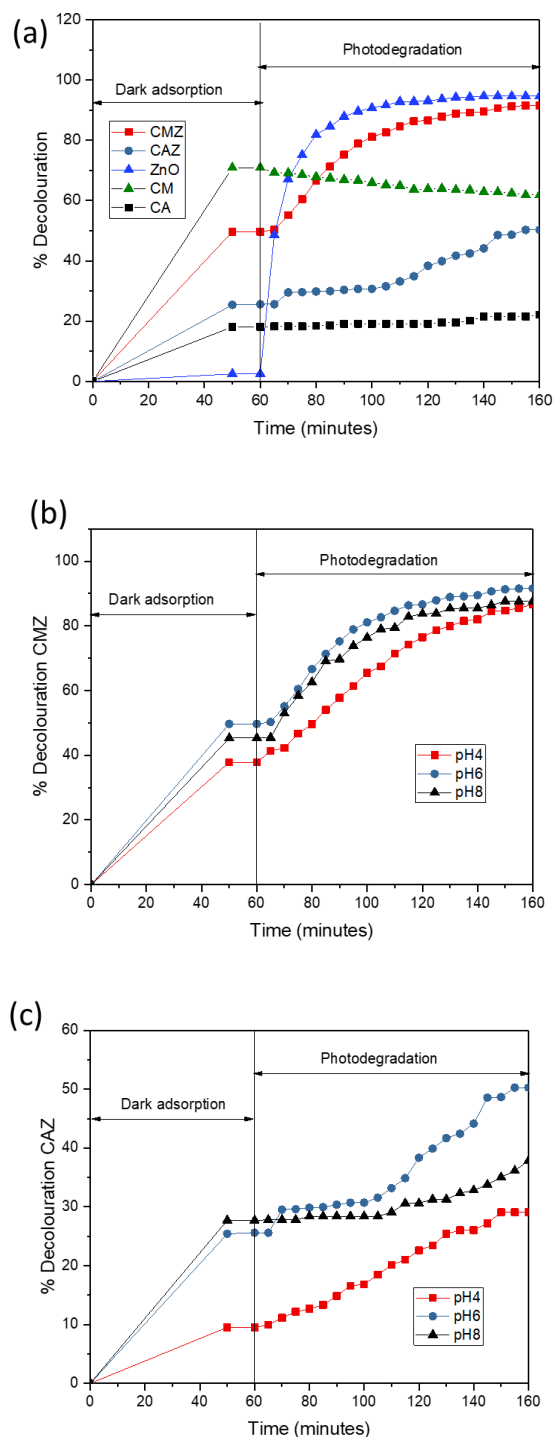 (a)
120
100
80
60
40
20
0
% Decolouration
Dark adsorption
Photodegradation
CMZ
CAZ
ZnO
CM
CA
0 20 40 60 80 100 120 140 160
Time (minutes)
(b)
100
80
60
40
20
0
% Decolouration CMZ
Dark adsorption
Photodegradation
pH4
pH6
pH8
0 20 40 60 80 100 120 140 160
Time (minutes)
(c)
60
50
40
30
20
10
0
% Decolouration CAZ
Dark adsorption
Photodegradation
pH4
pH6
pH8
0 20 40 60 80 100 120 140 160
Time (minutes)